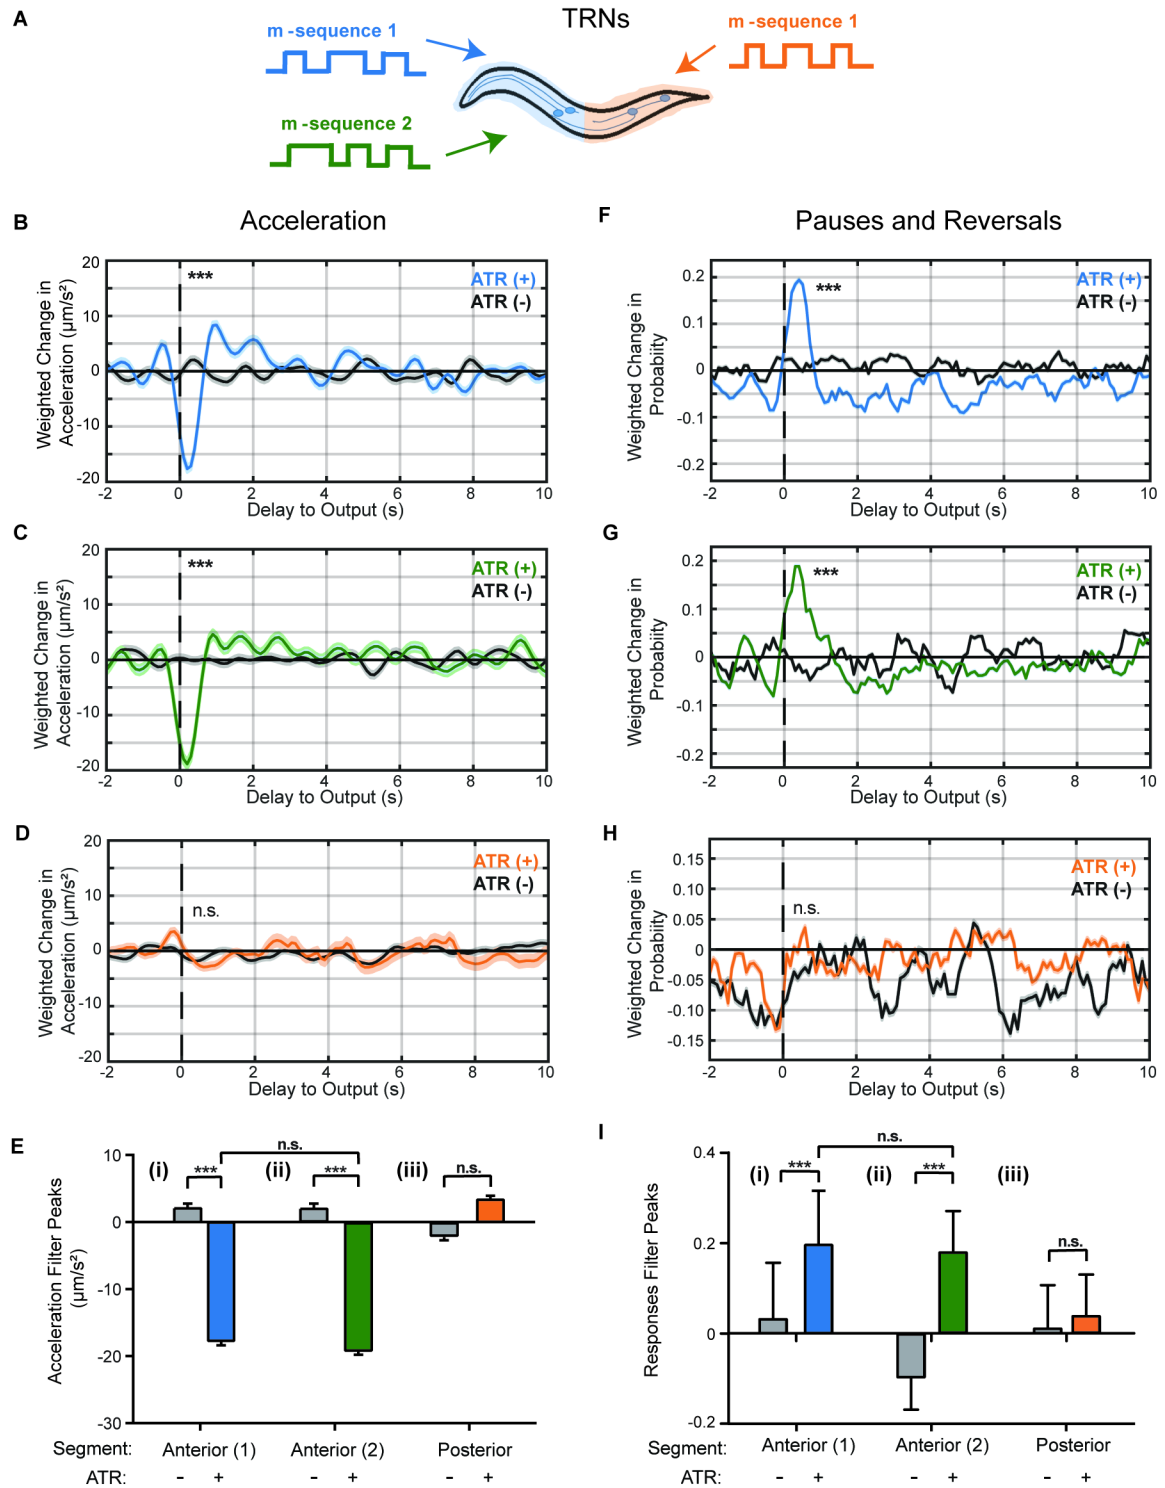 A
TRNs
m-sequence 1
m-sequence 1
m-sequence 2
B
Acceleration
Weighted Change in
Acceleration (µm/s²)
20
10
0
-10
-20
***
ATR (+)
ATR (-)
-2 0 2 4 6 8 10
Delay to Output (s)
F
Pauses and Reversals
Weighted Change in
Probabiity
0.2
0.1
0
-0.1
-0.2
***
ATR (+)
ATR (-)
-2 0 2 4 6 8 10
Delay to Output (s)
C
Weighted Change in
Acceleration (µm/s²)
20
10
0
-10
-20
***
ATR (+)
ATR (-)
-2 0 2 4 6 8 10
Delay to Output (s)
G
Weighted Change in
Probabiity
0.2
0.1
0
-0.1
-0.2
***
ATR (+)
ATR (-)
-2 0 2 4 6 8 10
Delay to Output (s)
D
Weighted Change in
Acceleration (µm/s²)
20
10
0
-10
-20
n.s.
ATR (+)
ATR (-)
-2 0 2 4 6 8 10
Delay to Output (s)
H
Weighted Change in
Probabiity
0.15
0.10
0.05
0
-0.05
-0.10
-0.15
n.s.
ATR (+)
ATR (-)
-2 0 2 4 6 8 10
Delay to Output (s)
E
Acceleration Filter Peaks
(µm/s²)
10
0
-10
-20
-30
n.s.
(i) *** (ii) *** (iii) n.s.
Segment: Anterior (1) Anterior (2) Posterior
ATR: - + - + - +
I
Responses Filter Peaks
0.4
0.2
0
-0.2
n.s.
(i) *** (ii) *** (iii)
n.s.
Segment: Anterior (1) Anterior (2) Posterior
ATR: - + - + - +